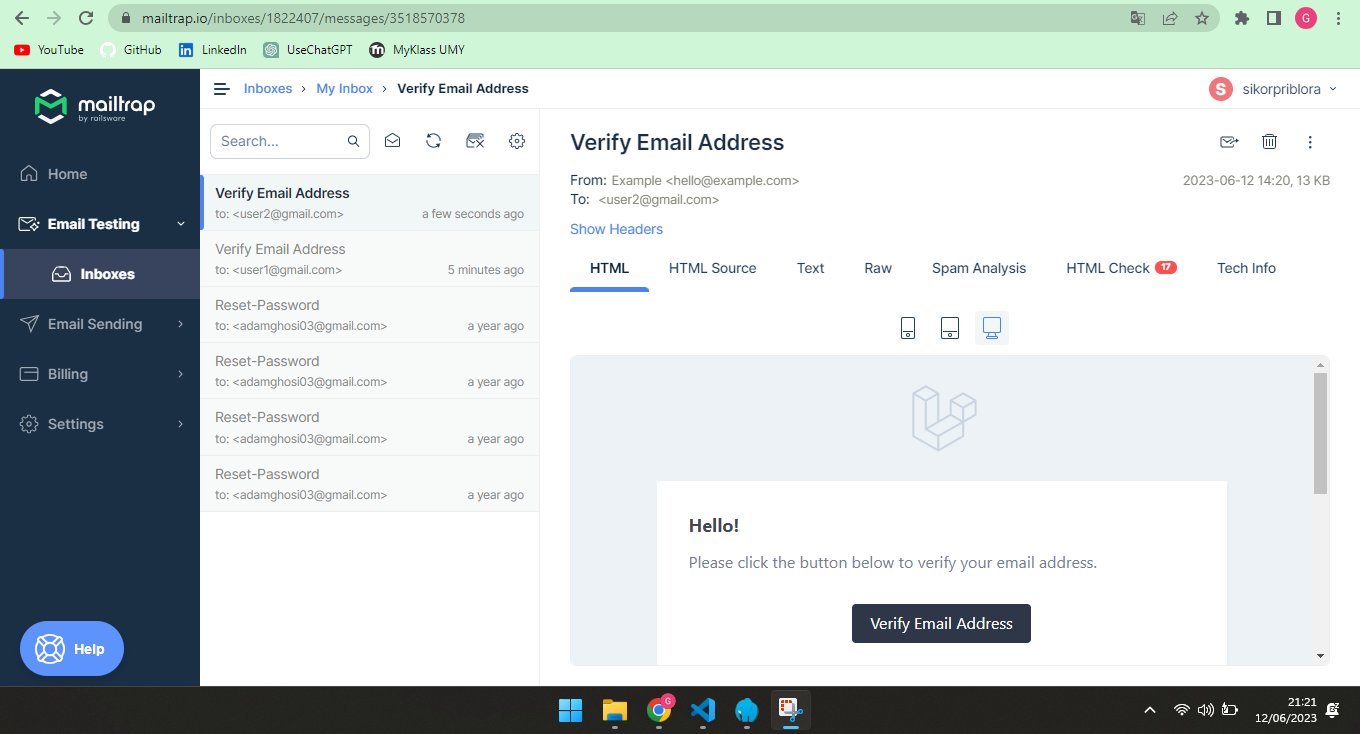 mailtrap.io/inboxes/1822407/messages/3518570378
G
YouTube
GitHub
LinkedIn
UseChatGPT
MyKlass UMY
mailtrap
by railsware
Inboxes › My Inbox › Verify Email Address
S sikorpriblora
Home
Email Testing
Inboxes
Email Sending
Billing
Settings
Help
Search...
Verify Email Address
to: <user2@gmail.com> a few seconds ago
Verify Email Address
to: <user1@gmail.com> 5 minutes ago
Reset-Password
to: <adamghosi03@gmail.com> a year ago
Reset-Password
to: <adamghosi03@gmail.com> a year ago
Reset-Password
to: <adamghosi03@gmail.com> a year ago
Reset-Password
to: <adamghosi03@gmail.com> a year ago
Verify Email Address
From: Example <hello@example.com> 2023-06-12 14:20, 13 KB
To: <user2@gmail.com>
Show Headers
HTML HTML Source Text Raw Spam Analysis HTML Check 17 Tech Info
Hello!
Please click the button below to verify your email address.
Verify Email Address
G
21:21
12/06/2023